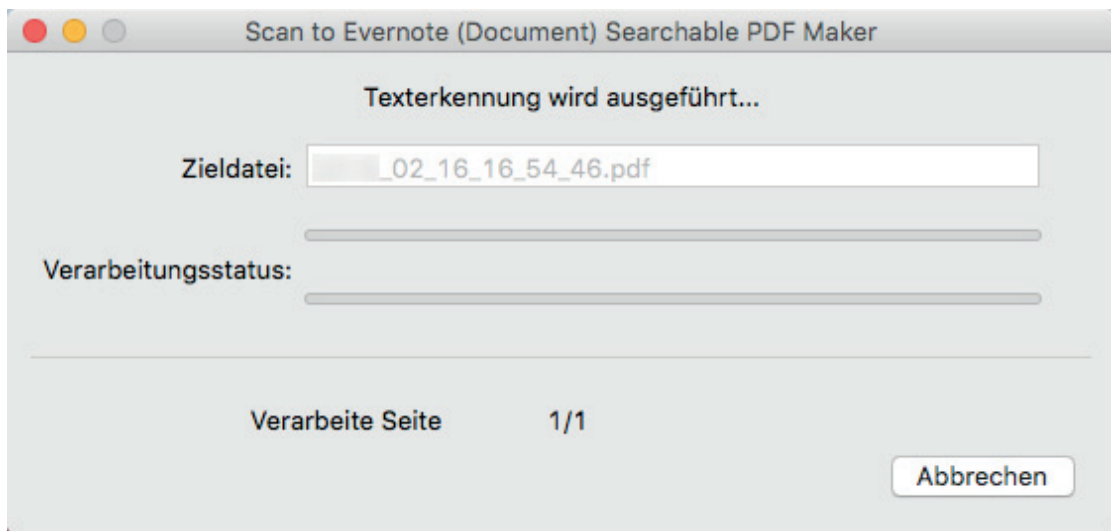 Scan to Evernote (Document) Searchable PDF Maker
Texterkennung wird ausgeführt...
Zieldatei: _02_16_16_54_46.pdf
Verarbeitungsstatus:
Verarbeite Seite 1/1
Abbrechen